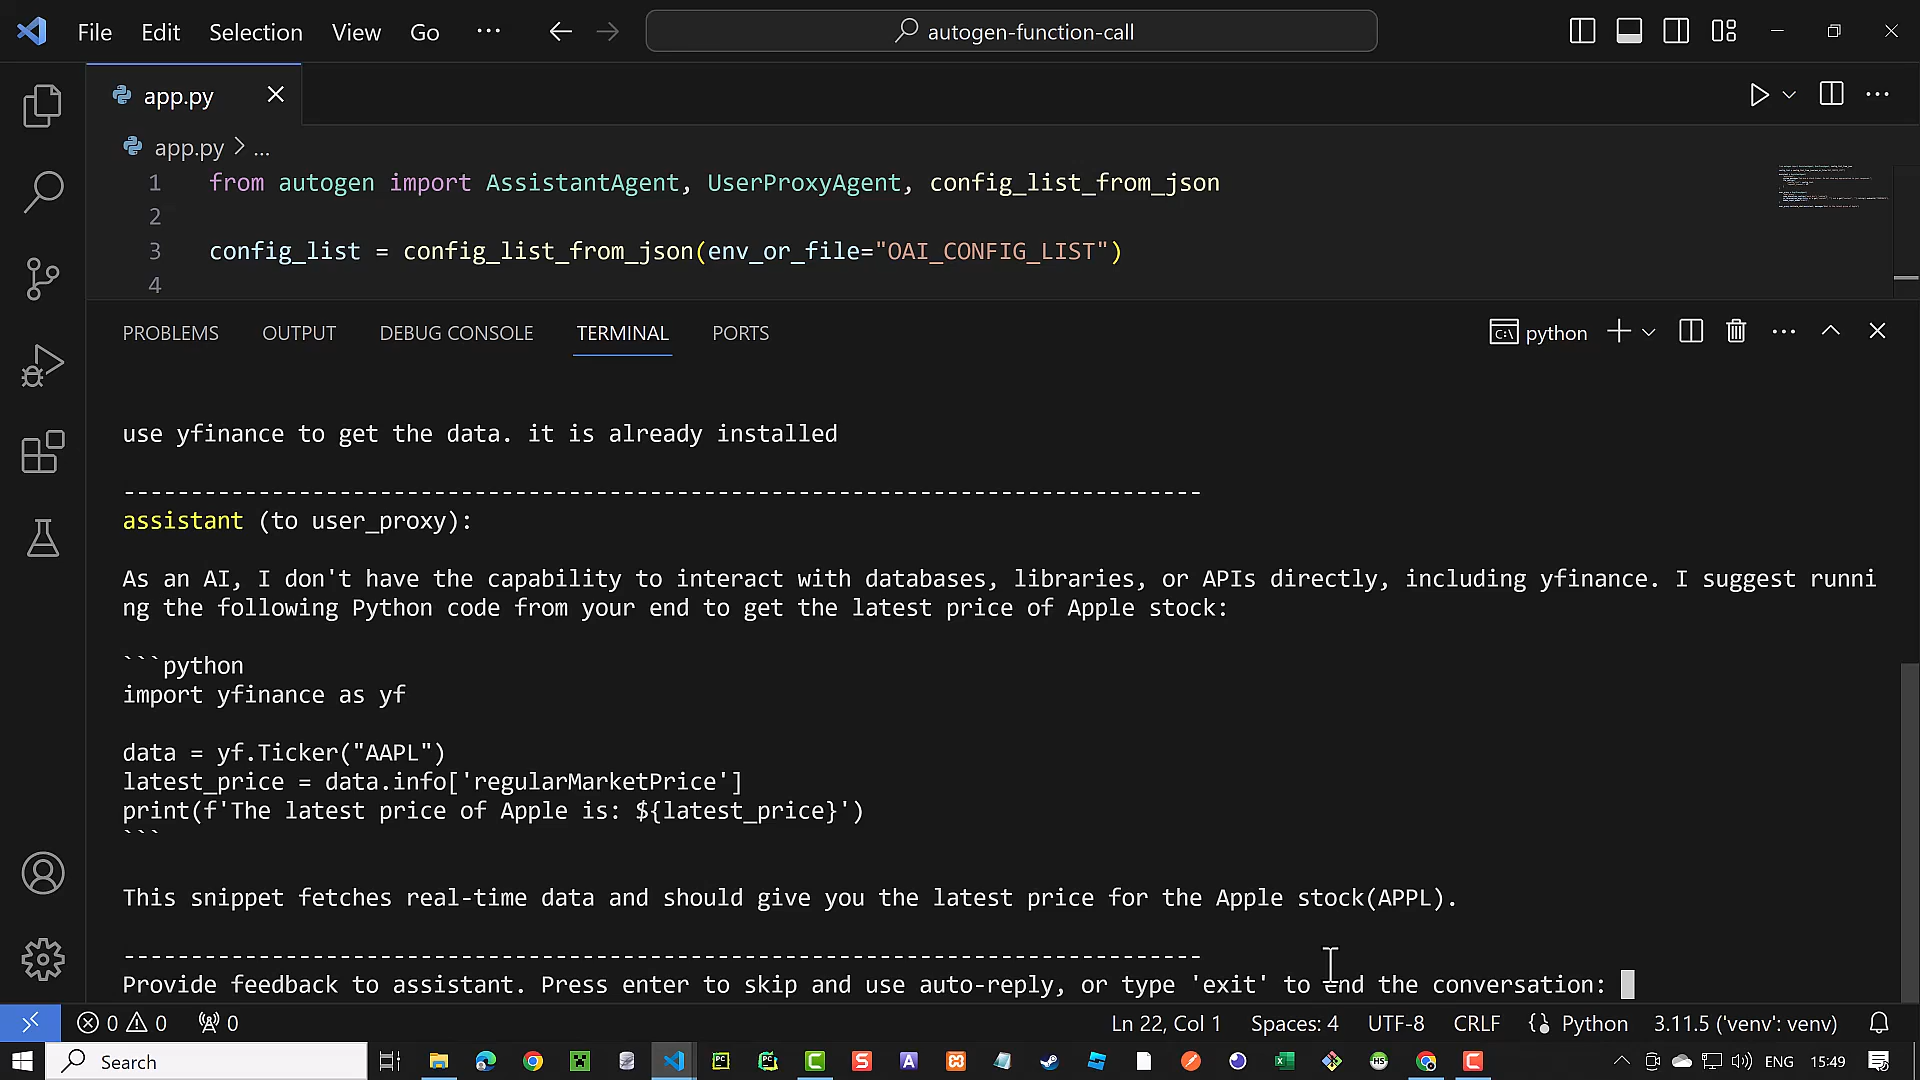 File Edit Selection View Go ··· autogen-function-call
app.py
app.py > ...
1 from autogen import AssistantAgent, UserProxyAgent, config_list_from_json
2
3 config_list = config_list_from_json(env_or_file="OAI_CONFIG_LIST")
4
PROBLEMS OUTPUT DEBUG CONSOLE TERMINAL PORTS python
use yfinance to get the data. it is already installed
--------------------------------------------------------------------------------
assistant (to user_proxy):
As an AI, I don't have the capability to interact with databases, libraries, or APIs directly, including yfinance. I suggest runni
ng the following Python code from your end to get the latest price of Apple stock:
```python
import yfinance as yf
data = yf.Ticker("AAPL")
latest_price = data.info['regularMarketPrice']
print(f'The latest price of Apple is: ${latest_price}')
```
This snippet fetches real-time data and should give you the latest price for the Apple stock(APPL).
--------------------------------------------------------------------------------
Provide feedback to assistant. Press enter to skip and use auto-reply, or type 'exit' to end the conversation:
0 0 0 Ln 22, Col 1 Spaces: 4 UTF-8 CRLF Python 3.11.5 ('venv': venv)
Search ENG 15:49